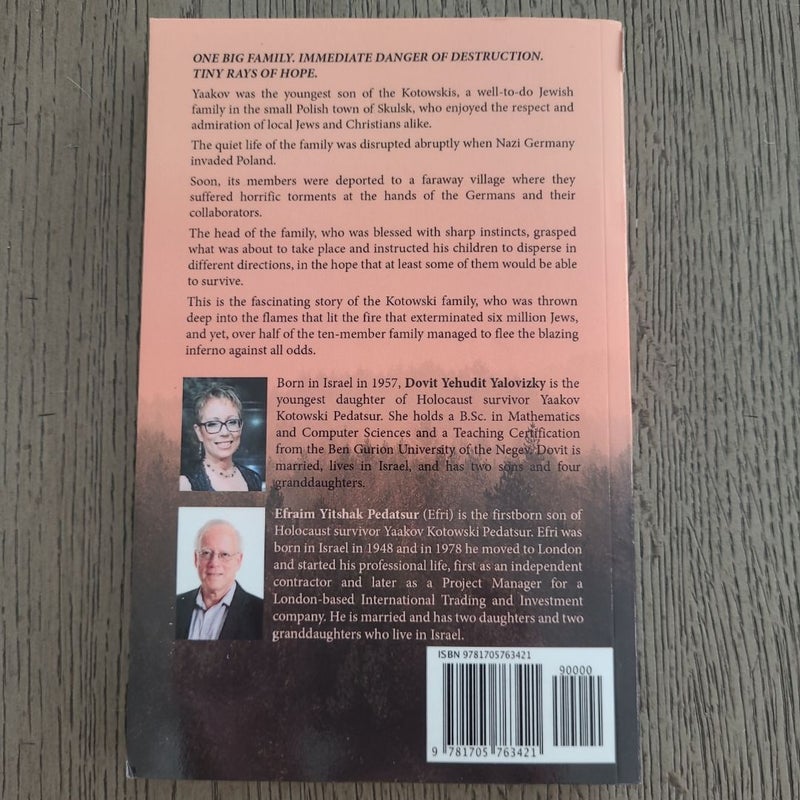 ONE BIG FAMILY. IMMEDIATE DANGER OF DESTRUCTION.
TINY RAYS OF HOPE.
Yaakov was the youngest son of the Kotowskis, a well-to-do Jewish
family in the small Polish town of Skulsk, who enjoyed the respect and
admiration of local Jews and Christians alike.
The quiet life of the family was disrupted abruptly when Nazi Germany
invaded Poland.
Soon, its members were deported to a faraway village where they
suffered horrific torments at the hands of the Germans and their
collaborators.
The head of the family, who was blessed with sharp instincts, grasped
what was about to take place and instructed his children to disperse in
different directions, in the hope that at least some of them would be able
to survive.
This is the fascinating story of the Kotowski family, who was thrown
deep into the flames that lit the fire that exterminated six million Jews,
and yet, over half of the ten-member family managed to flee the blazing
inferno against all odds.
Born in Israel in 1957, Dovit Yehudit Yalovizky is the
youngest daughter of Holocaust survivor Yaakov
Kotowski Pedatsur. She holds a B.Sc. in Mathematics
and Computer Sciences and a Teaching Certification
from the Ben Gurion University of the Negev. Dovit is
married, lives in Israel, and has two sons and four
granddaughters.
Efraim Yitshak Pedatsur (Efri) is the firstborn son of
Holocaust survivor Yaakov Kotowski Pedatsur. Efri was
born in Israel in 1948 and in 1978 he moved to London
and started his professional life, first as an independent
contractor and later as a Project Manager for a
London-based International Trading and Investment
company. He is married and has two daughters and two
granddaughters who live in Israel.
ISBN 9781705763421
90000
9 781705 763421